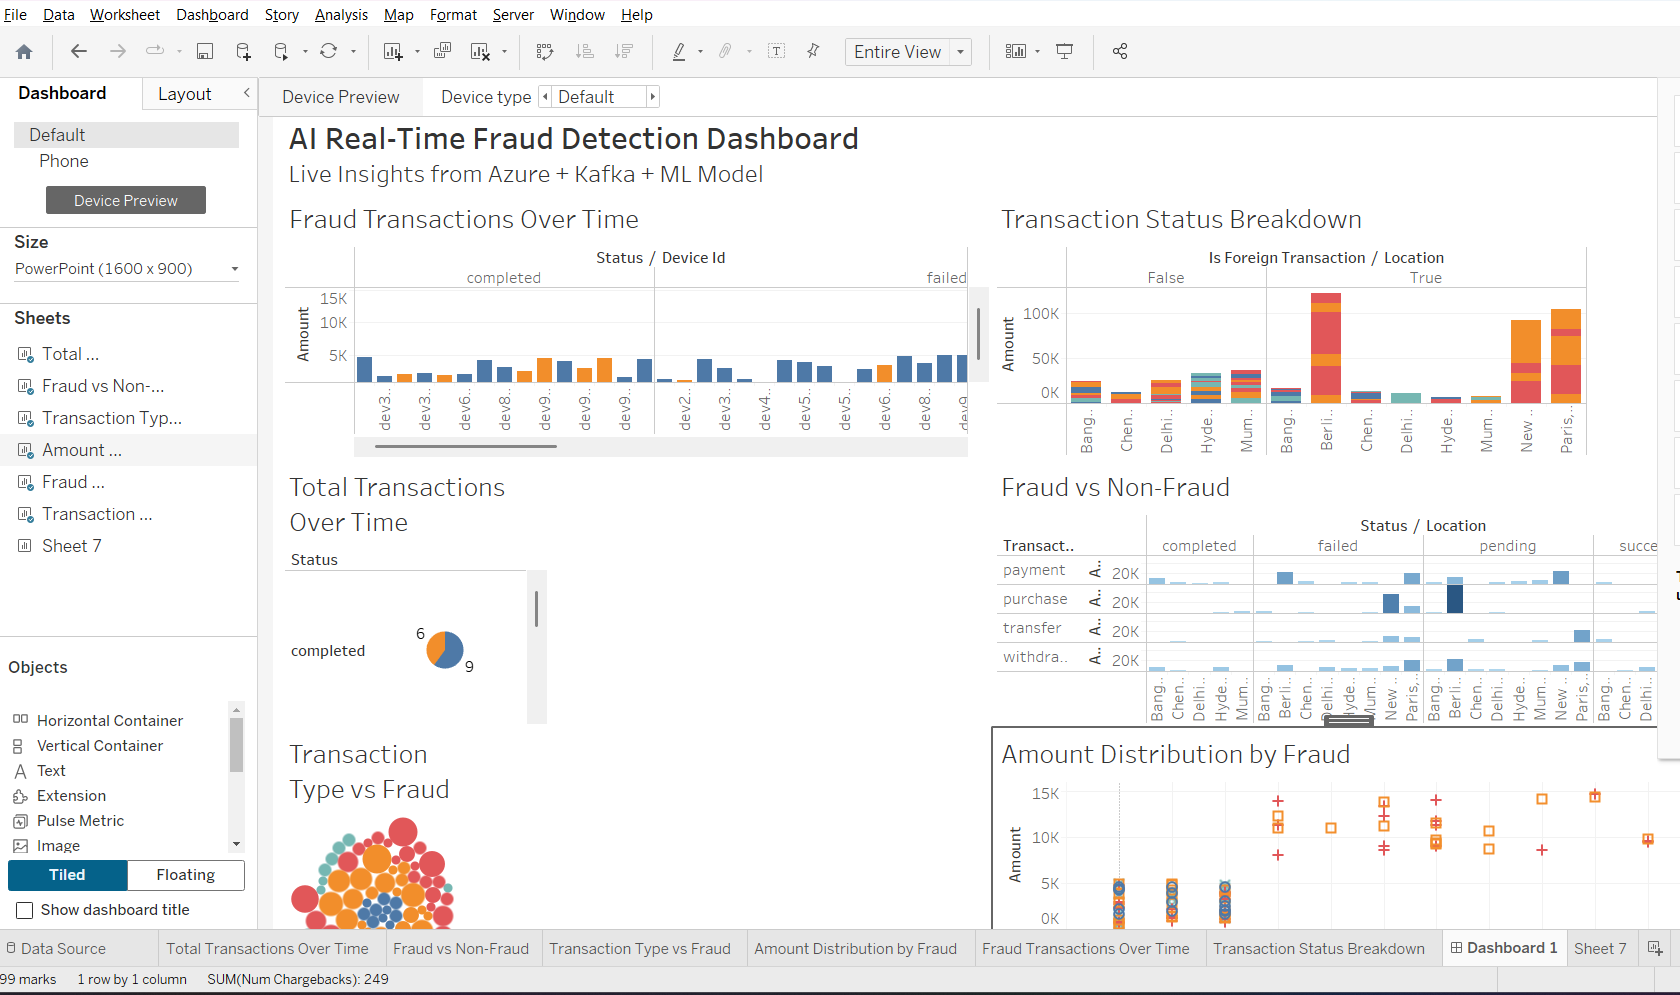 File Data Worksheet Dashboard Story Analysis Map Format Server Window Help
Entire View
Dashboard Layout
Device Preview Device type Default
Default
Phone
Device Preview
Size
PowerPoint (1600 x 900)
Sheets
Total ...
Fraud vs Non-...
Transaction Typ...
Amount ...
Fraud ...
Transaction ...
Sheet 7
Objects
Horizontal Container
Vertical Container
Text
Extension
Pulse Metric
Image
Tiled Floating
Show dashboard title
AI Real-Time Fraud Detection Dashboard
Live Insights from Azure + Kafka + ML Model
Fraud Transactions Over Time
Status / Device Id
completed failed
Amount
15K
10K
5K
dev3.. dev3.. dev6.. dev8.. dev9.. dev9.. dev9.. dev2.. dev3.. dev4.. dev5.. dev5.. dev6.. dev8.. dev9
Transaction Status Breakdown
Is Foreign Transaction / Location
False True
Amount
100K
50K
0K
Bang.. Chen.. Delhi.. Hyde.. Mum.. Bang.. Berli.. Chen.. Delhi.. Hyde.. Mum.. New .. Paris,..
Total Transactions
Over Time
Status
completed
6
9
Fraud vs Non-Fraud
Status / Location
Transact.. completed failed pending succe
payment A.. 20K
purchase A.. 20K
transfer A.. 20K
withdra.. A.. 20K
Bang.. Chen.. Delhi.. Hyde.. Mum.. Bang.. Berli.. Chen.. Delhi.. Hyde.. Mum.. New .. Paris,.. Bang.. Berli.. Chen.. Delhi.. Hyde.. Mum.. New .. Paris,.. Bang.. Chen.. Delhi..
Transaction
Type vs Fraud
Amount Distribution by Fraud
Amount
15K
10K
5K
0K
Data Source Total Transactions Over Time Fraud vs Non-Fraud Transaction Type vs Fraud Amount Distribution by Fraud Fraud Transactions Over Time Transaction Status Breakdown Dashboard 1 Sheet 7
99 marks 1 row by 1 column SUM(Num Chargebacks): 249